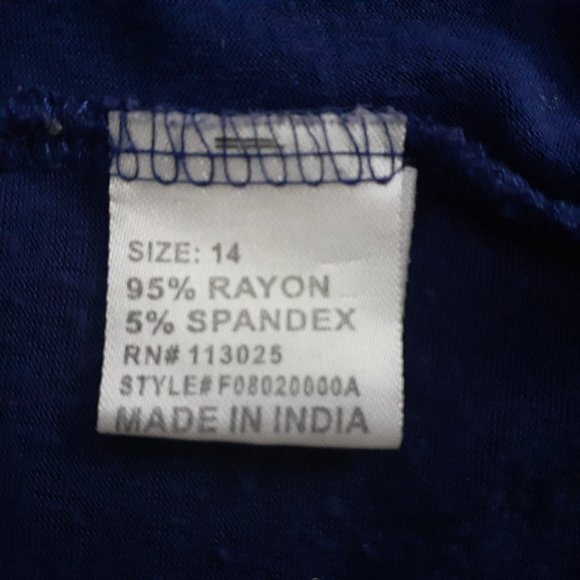 SIZE: 14
95% RAYON
5% SPANDEX
RN# 113025
STYLE# F08020000A
MADE IN INDIA